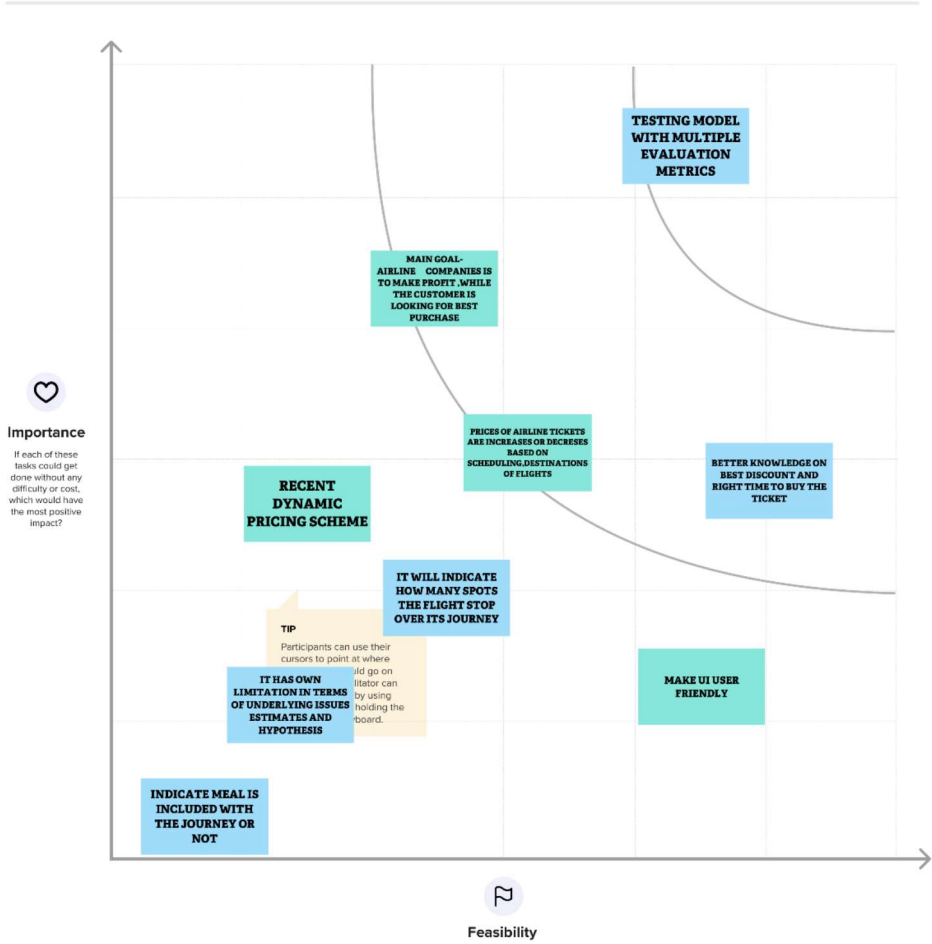 TESTING MODEL
WITH MULTIPLE
EVALUATION
METRICS
MAIN GOAL-
AIRLINE COMPANIES IS
TO MAKE PROFIT ,WHILE
THE CUSTOMER IS
LOOKING FOR BEST
PURCHASE
PRICES OF AIRLINE TICKETS
ARE INCREASES OR DECRESES
BASED ON
SCHEDULING,DESTINATIONS
OF FLIGHTS
BETTER KNOWLEDGE ON
BEST DISCOUNT AND
RIGHT TIME TO BUY THE
TICKET
Importance
If each of these
tasks could get
done without any
difficulty or cost,
which would have
the most positive
impact?
RECENT
DYNAMIC
PRICING SCHEME
IT WILL INDICATE
HOW MANY SPOTS
THE FLIGHT STOP
OVER ITS JOURNEY
TIP
Participants can use their
cursors to point at where
go on
can
by using
holding the
IT HAS OWN
LIMITATION IN TERMS
OF UNDERLYING ISSUES
ESTIMATES AND
HYPOTHESIS
MAKE UI USER
FRIENDLY
INDICATE MEAL IS
INCLUDED WITH
THE JOURNEY OR
NOT
Feasibility